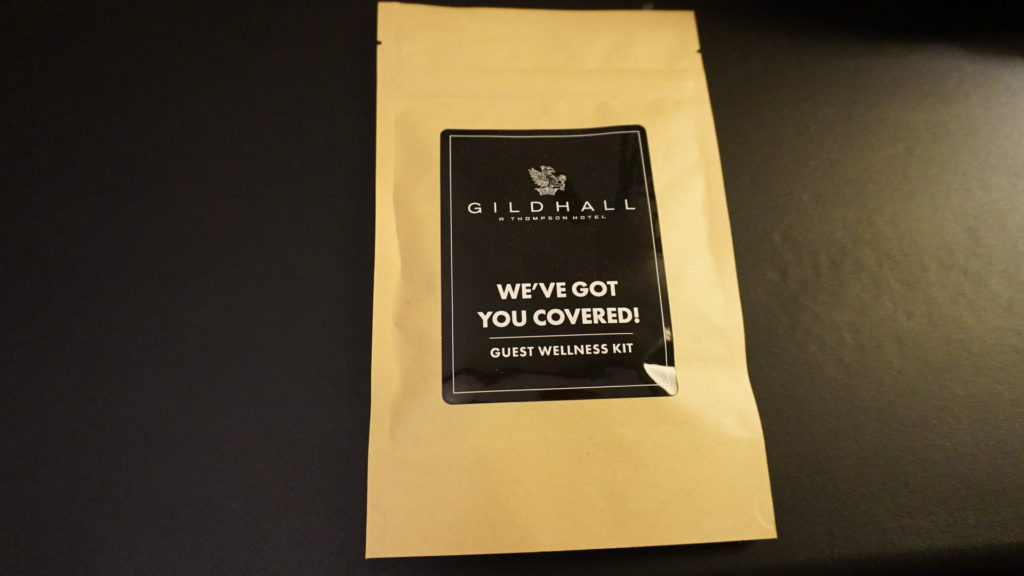 GILDHALL
A THOMPSON HOTEL
WE'VE GOT
YOU COVERED!
GUEST WELLNESS KIT